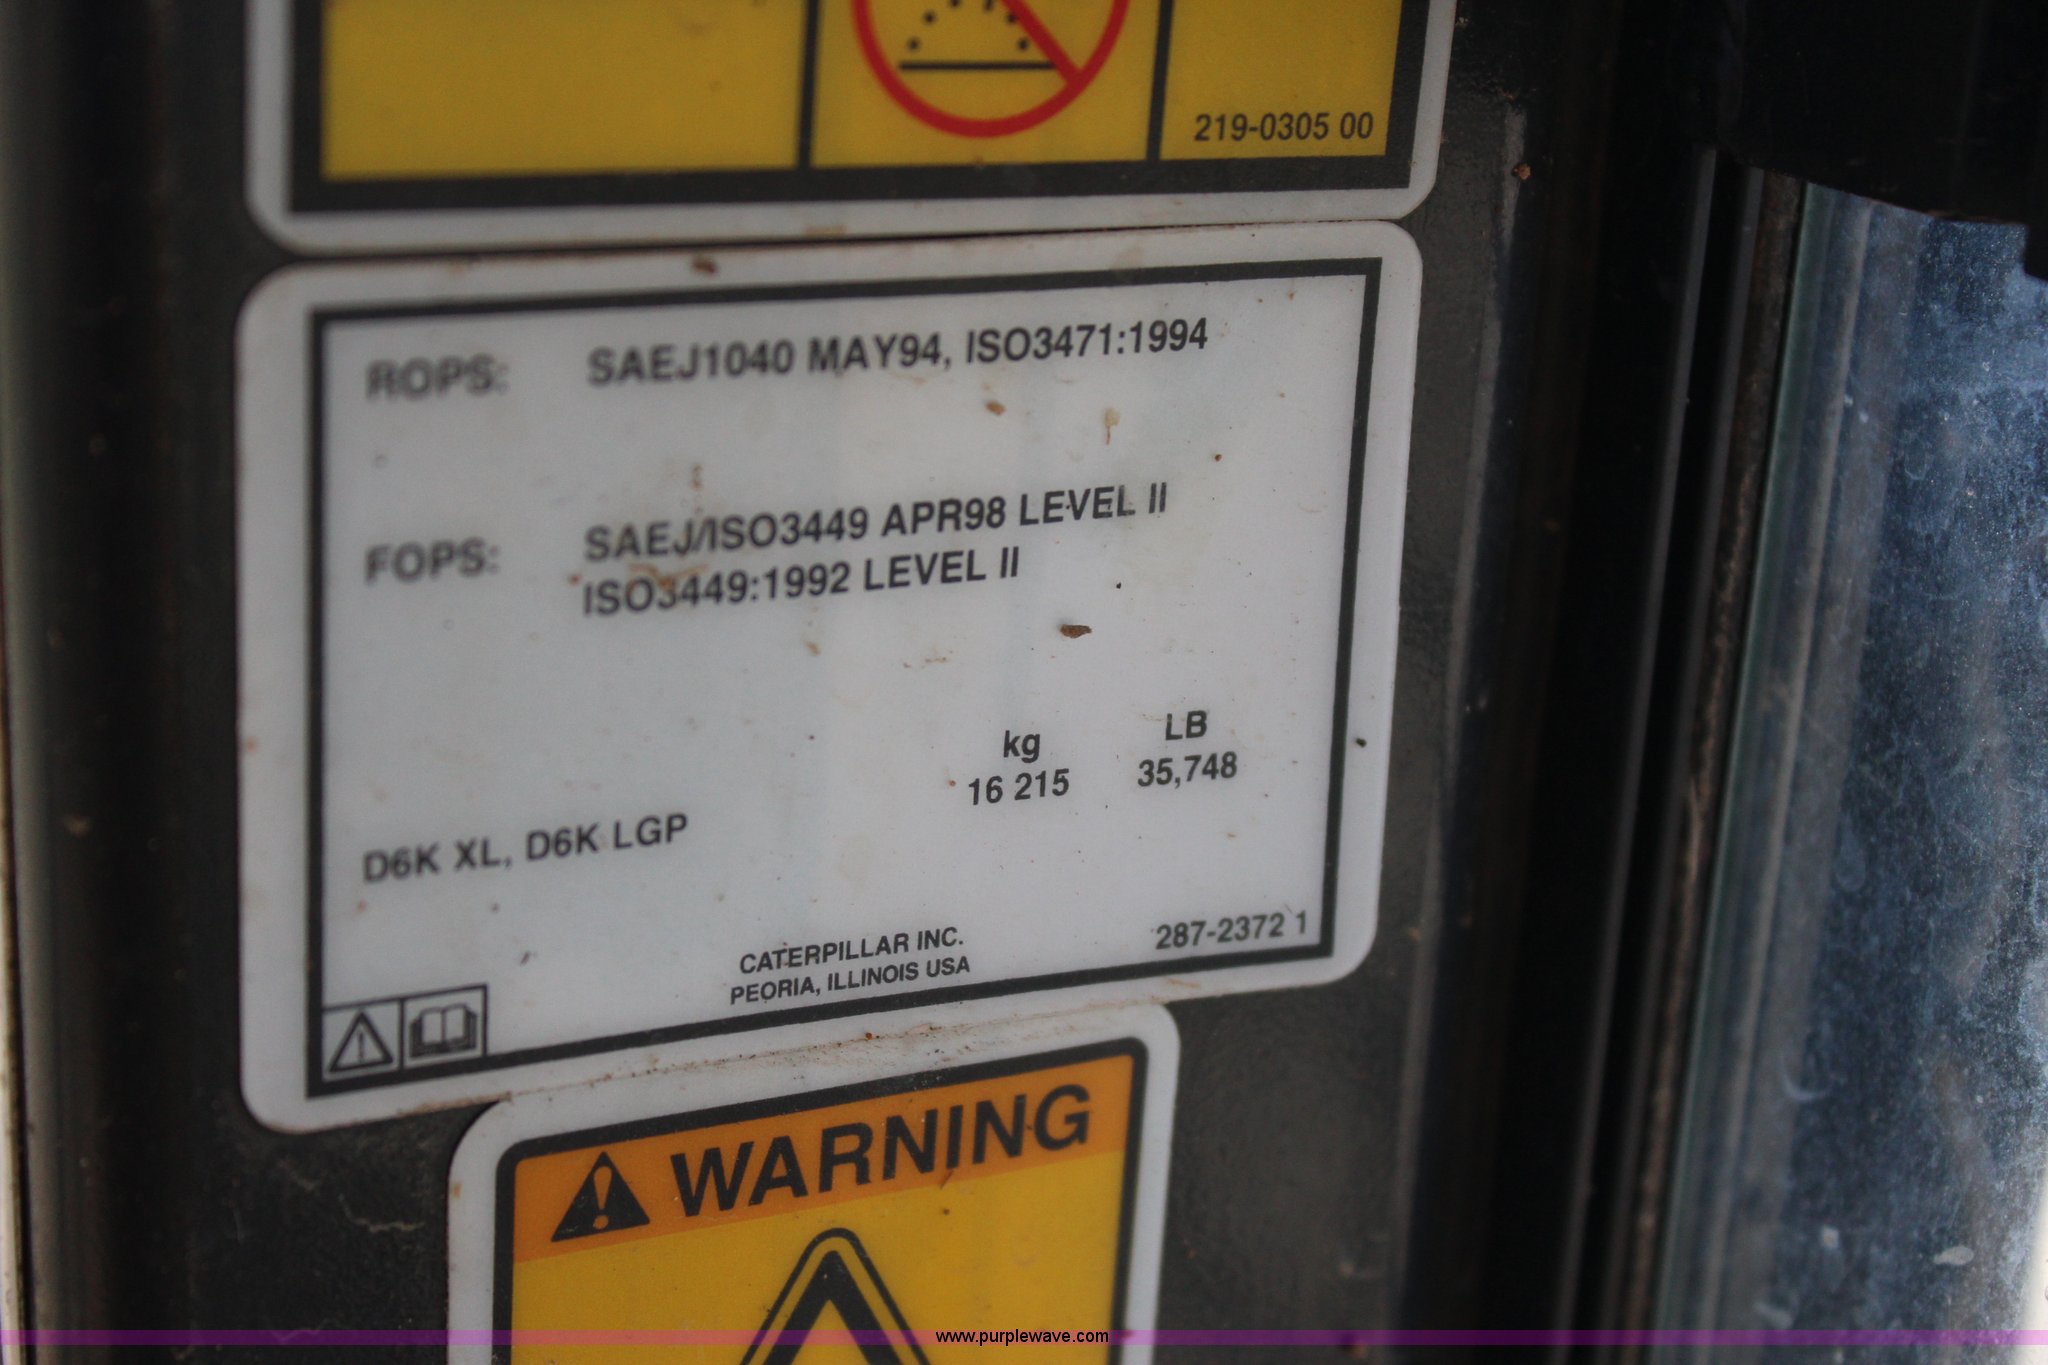 219-0305 00
ROPS: SAEJ1040 MAY94, ISO3471:1994
FOPS: SAEJ/ISO3449 APR98 LEVEL II
ISO3449:1992 LEVEL II
kg LB
16 215 35,748
D6K XL, D6K LGP
CATERPILLAR INC.
PEORIA, ILLINOIS USA
287-2372 1
WARNING
www.purplewave.com